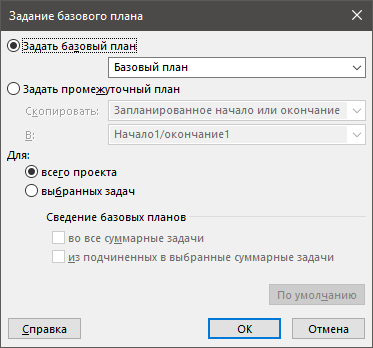 Задание базового плана
Задать базовый план
Базовый план
Задать промежуточный план
Скопировать: Запланированное начало или окончание
В: Начало1/окончание1
Для:
всего проекта
выбранных задач
Сведение базовых планов
во все суммарные задачи
из подчиненных в выбранные суммарные задачи
По умолчанию
Справка ОК Отмена